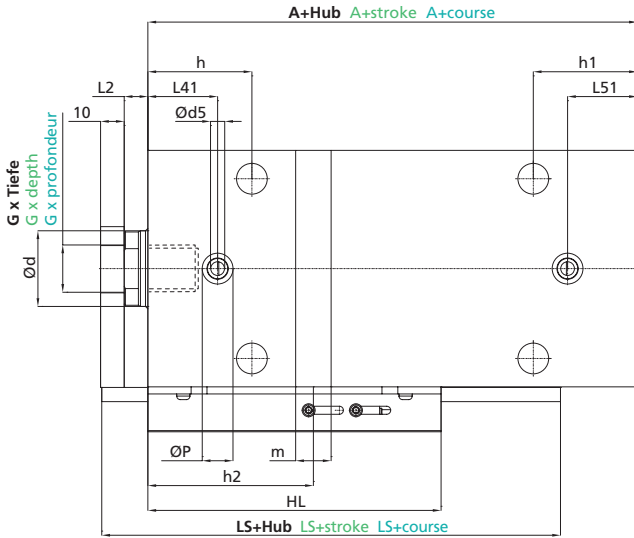 A+Hub A+stroke A+course
h
h1
L2
L41
L51
10
Ød5
G x Tiefe
G x depth
G x profondeur
Ød
ØP
m
h2
HL
LS+Hub LS+stroke LS+course